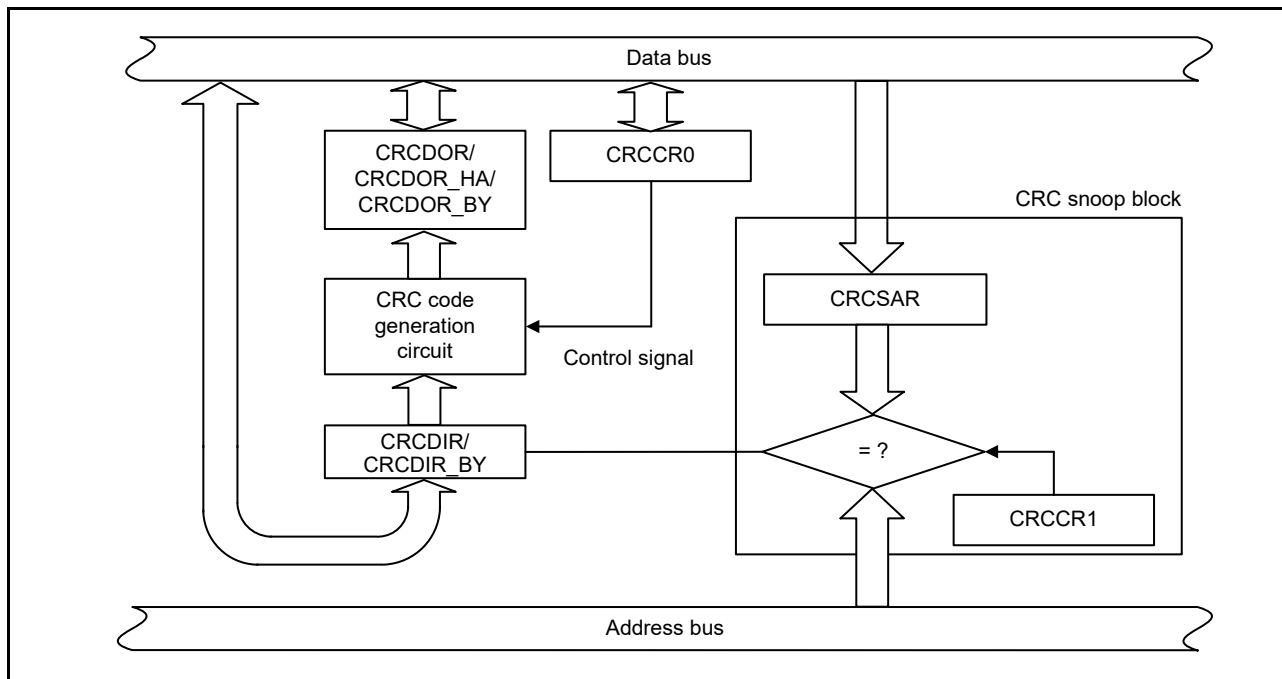 Data bus
CRCDOR/
CRCDOR_HA/
CRCDOR_BY
CRCCR0
CRC snoop block
CRCSAR
CRC code
generation
circuit
Control signal
CRCDIR/
CRCDIR_BY
= ?
CRCCR1
Address bus